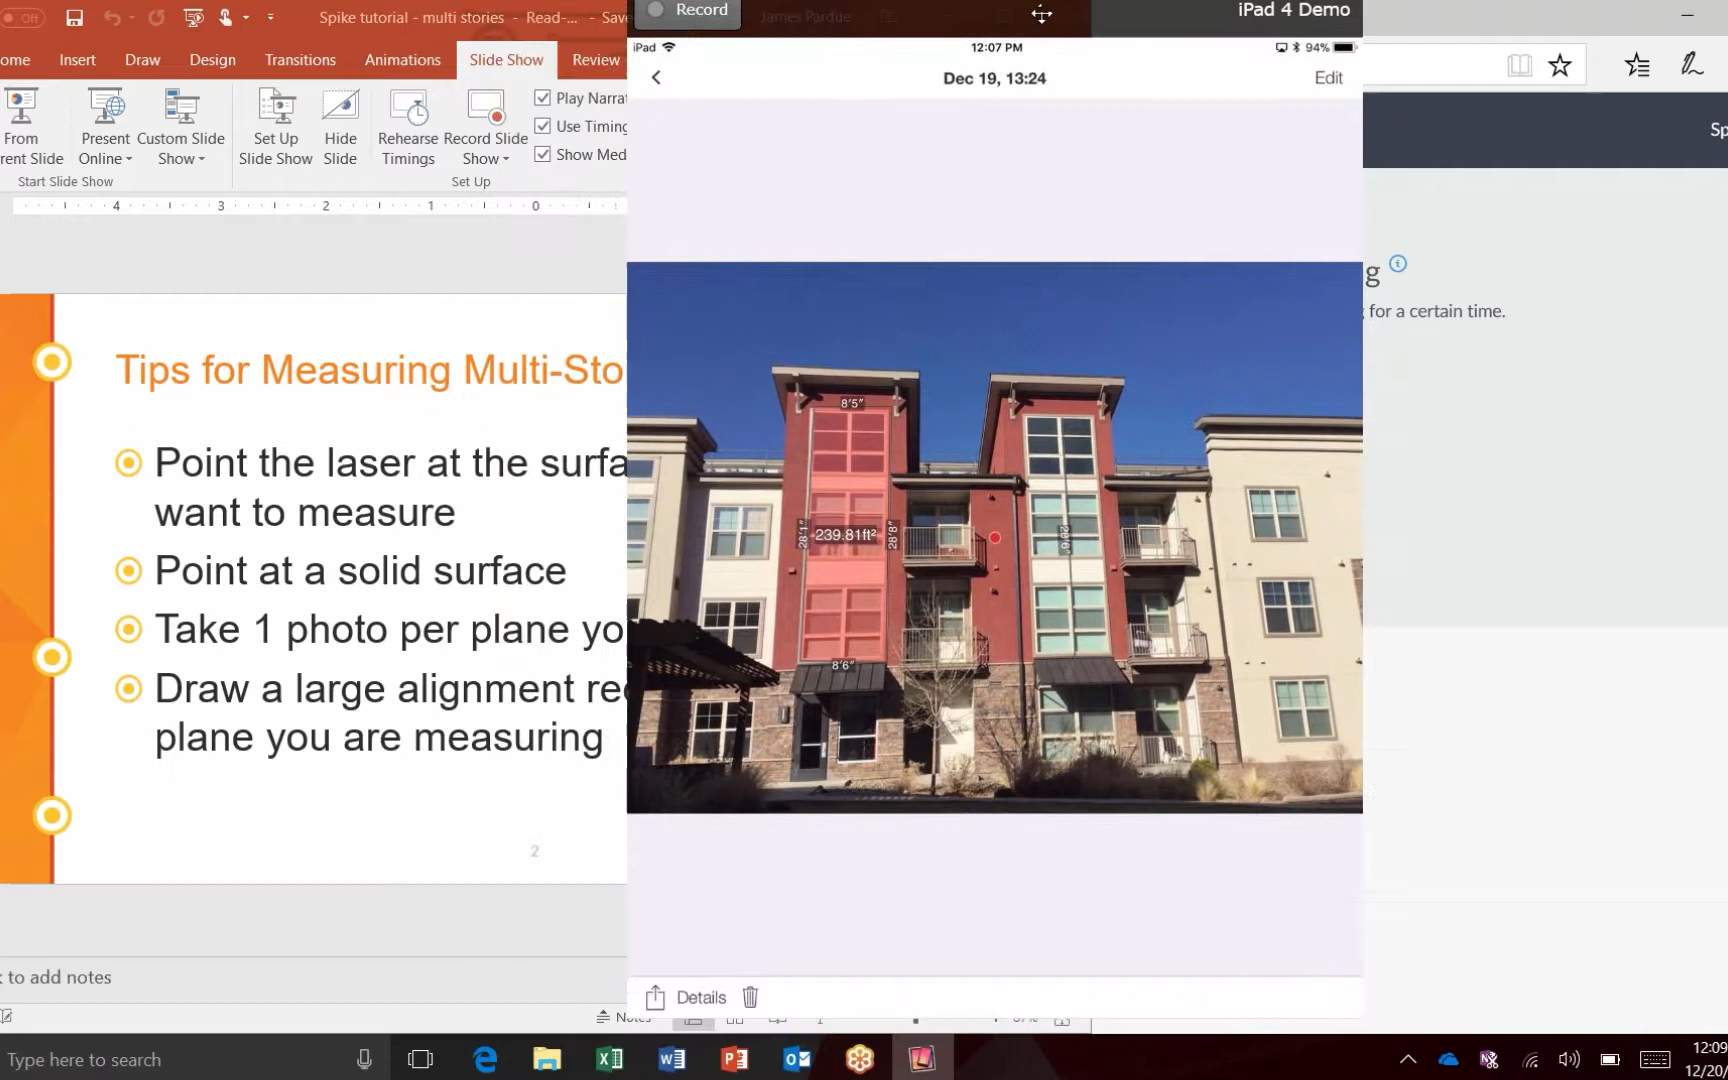 Off
Spike tutorial - multi stories - Read-... - Save
James Pardue
Record
iPad 4 Demo
ome
Insert
Draw
Design
Transitions
Animations
Slide Show
Review
iPad
12:07 PM
94%
Dec 19, 13:24
Edit
From
rent Slide
Present
Online
Custom Slide
Show
Set Up
Slide Show
Hide
Slide
Rehearse
Timings
Record Slide
Show
Play Narrat
Use Timing
Show Med
Start Slide Show
Set Up
4 3 2 1 0
Sp
g
for a certain time.
Tips for Measuring Multi-Sto
Point the laser at the surfa
want to measure
Point at a solid surface
Take 1 photo per plane yo
Draw a large alignment rec
plane you are measuring
2
8'5"
28'1"
239.81ft²
28'8"
8'6"
k to add notes
Notes
Details
Type here to search
12:09
12/20/